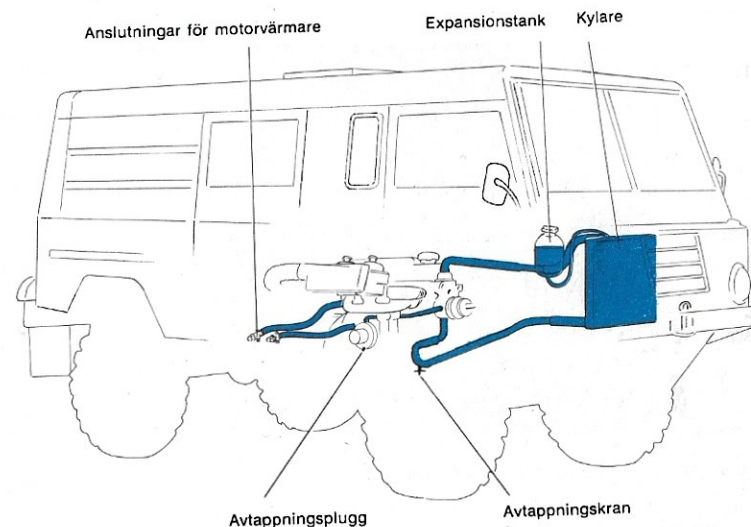 Anslutningar för motorvärmare
Expansionstank
Kylare
Avtappningsplugg
Avtappningskran